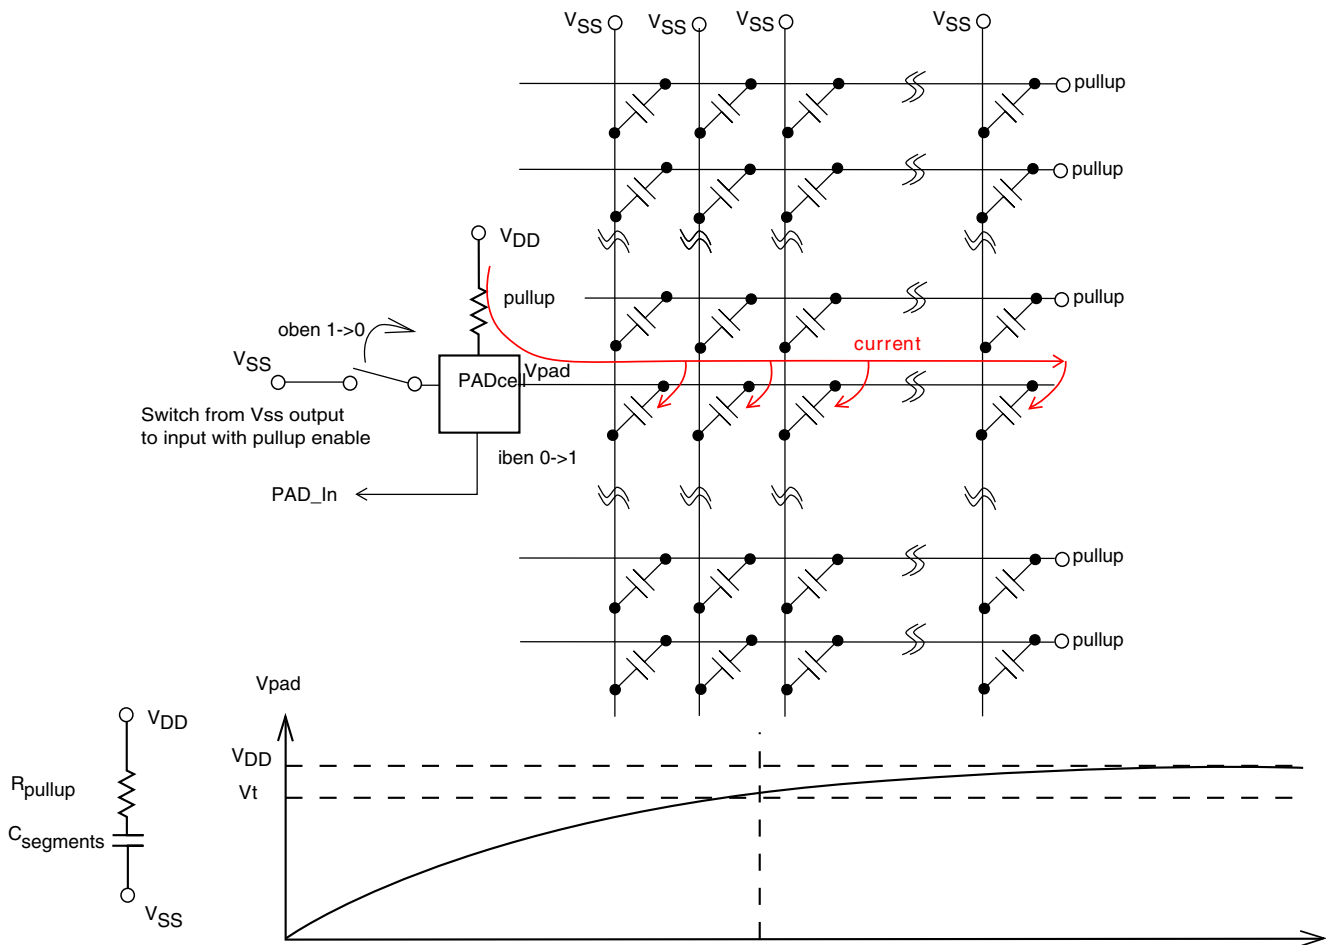 VSS VSS VSS VSS
pullup
pullup
VDD
pullup
pullup
oben 1->0
current
VSS
PADcell
Vpad
Switch from Vss output
to input with pullup enable
iben 0->1
PAD_In
pullup
pullup
Vpad
VDD
VDD
Rpullup
Vt
Csegments
VSS